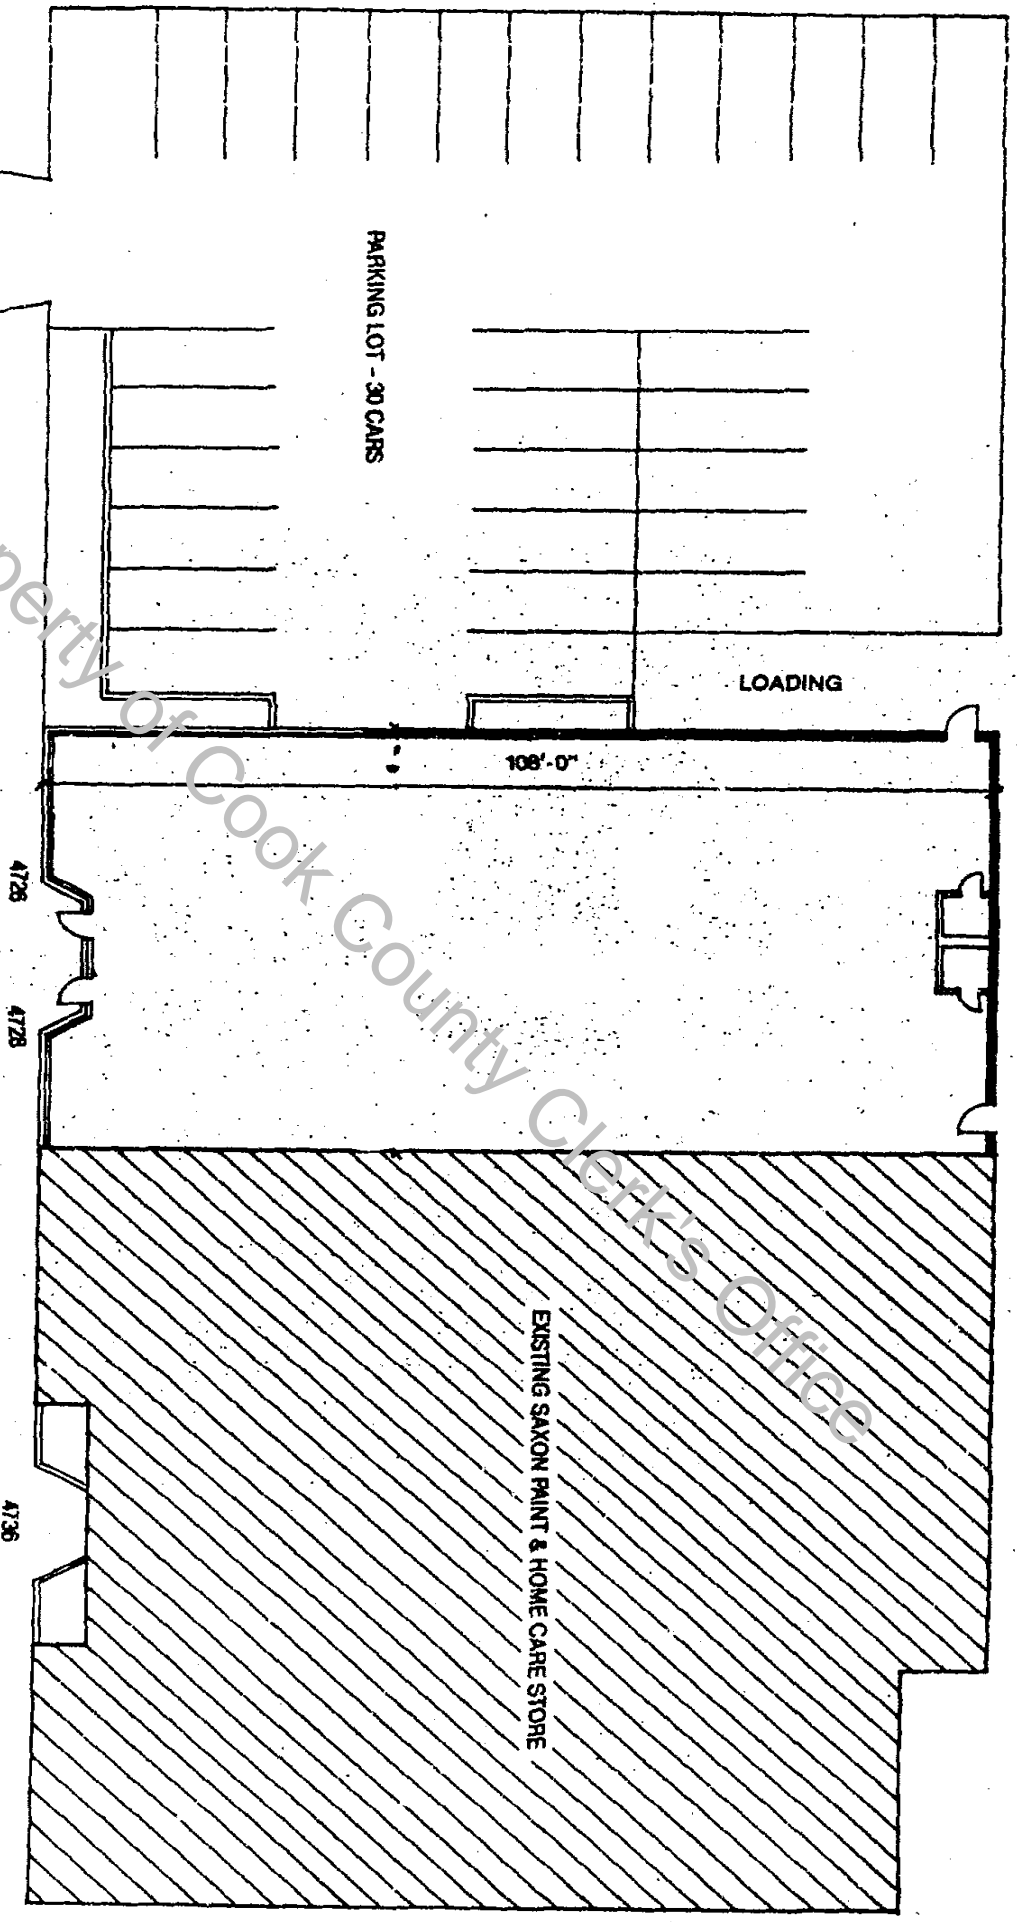 PARKING LOT - 30 CARS
LOADING
108'-0"
4726
4728
EXISTING SAXON PAINT & HOME CARE STORE
4736
perty of Cook County Clerk's Office